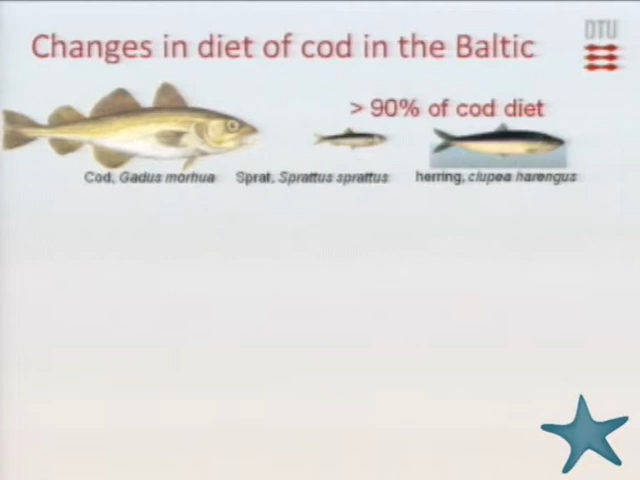 Changes in diet of cod in the Baltic
DTU
> 90% of cod diet
Cod, Gadus morhua
Sprat, Sprattus sprattus
herring, clupea harengus